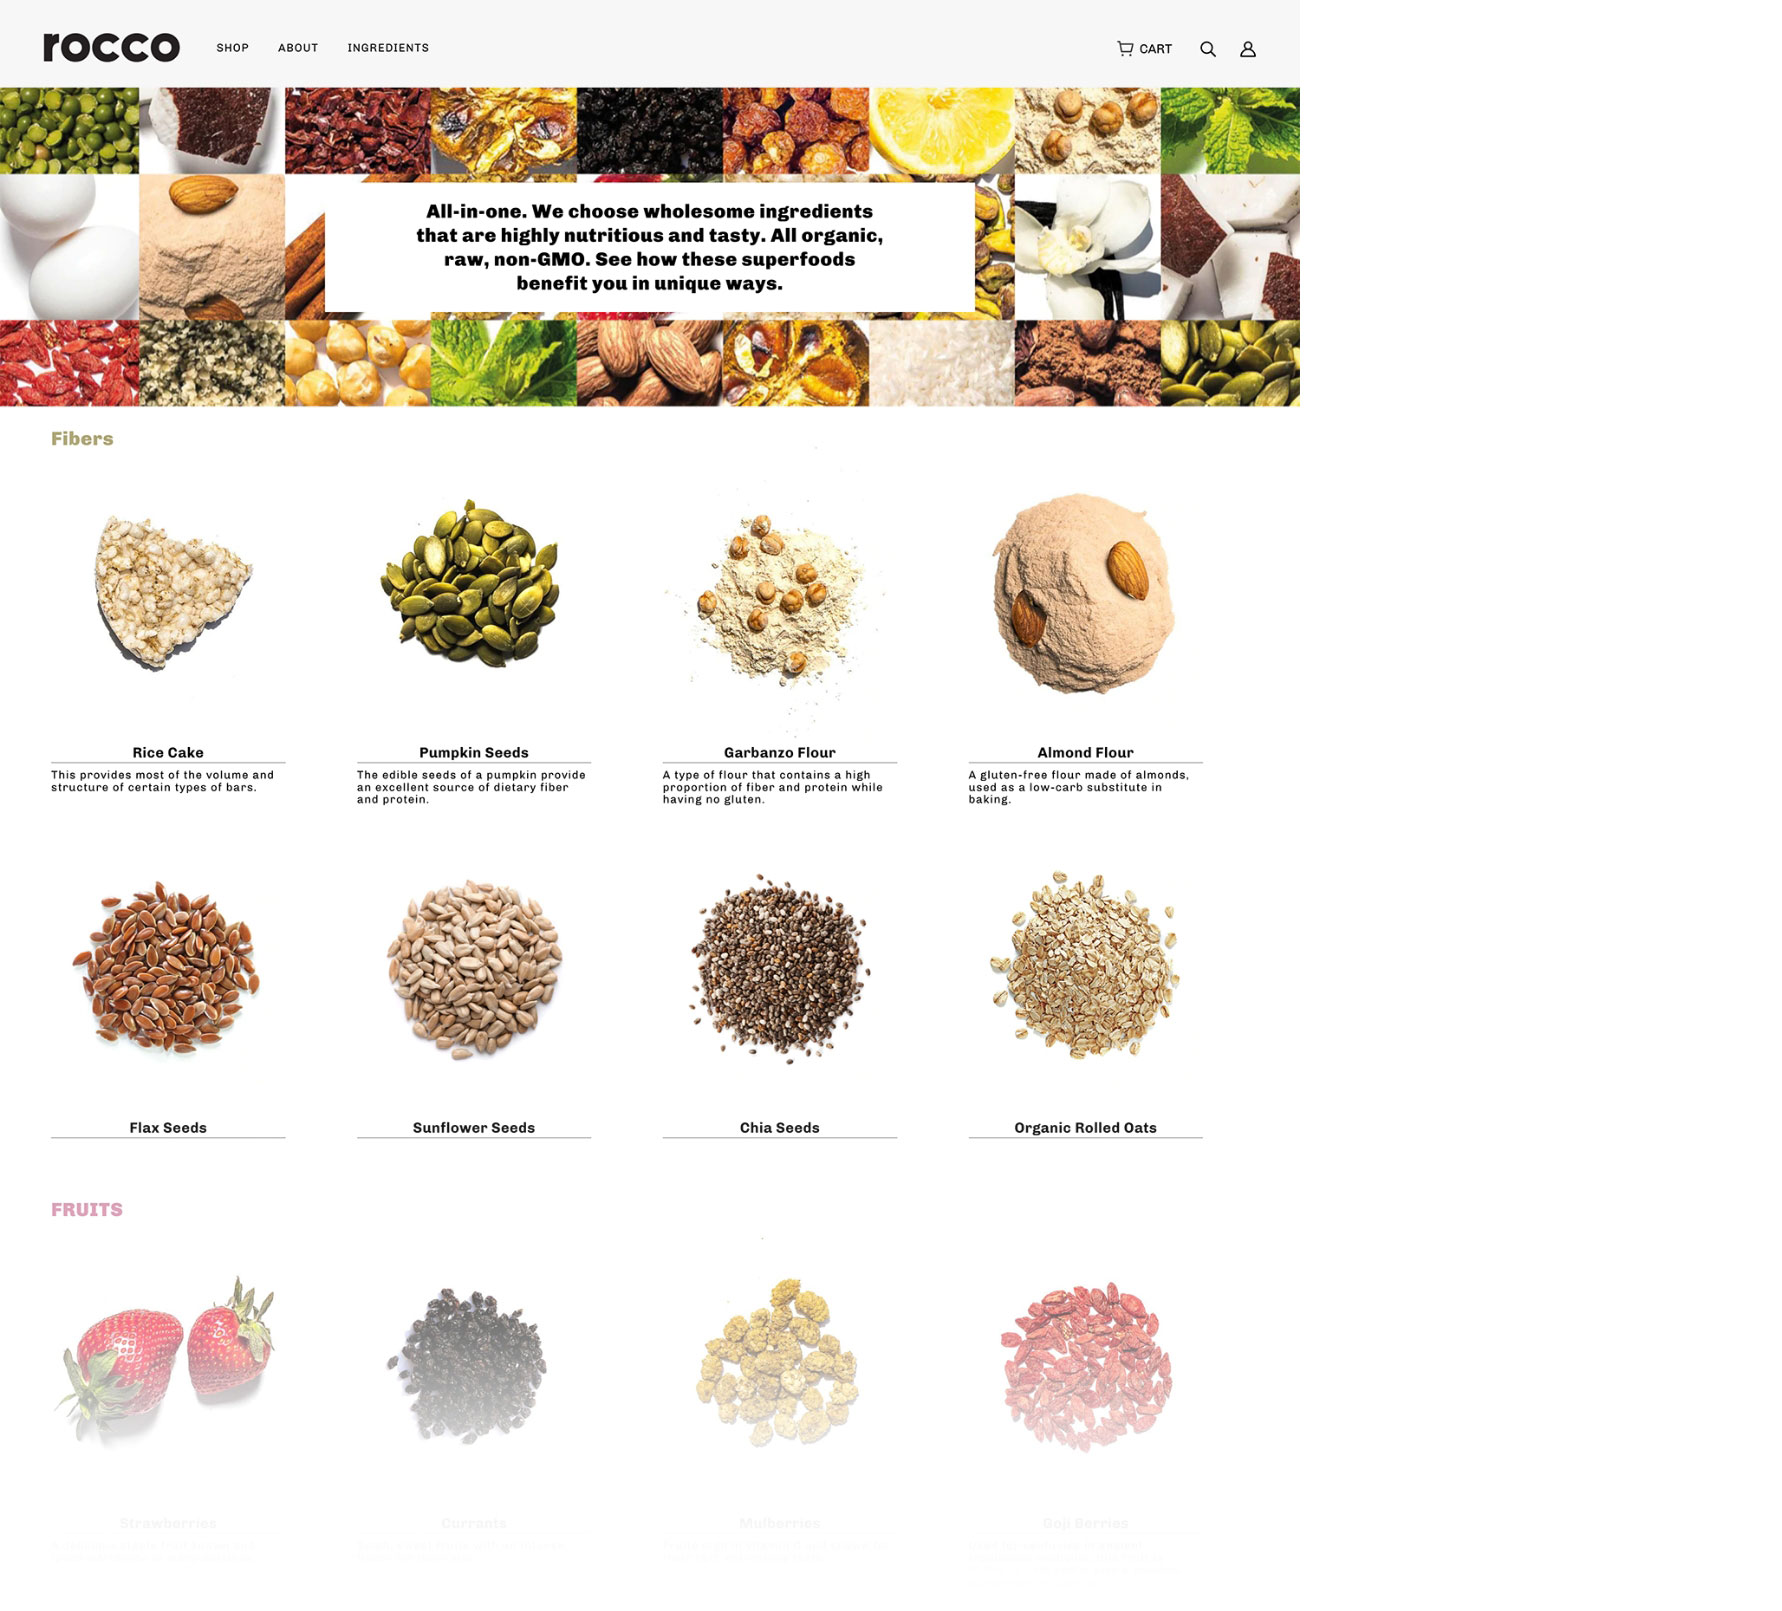 rocco
SHOP ABOUT INGREDIENTS
CART
All-in-one. We choose wholesome ingredients
that are highly nutritious and tasty. All organic,
raw, non-GMO. See how these superfoods
benefit you in unique ways.
Fibers
Rice Cake
This provides most of the volume and
structure of certain types of bars.
Pumpkin Seeds
The edible seeds of a pumpkin provide
an excellent source of dietary fiber
and protein.
Garbanzo Flour
A type of flour that contains a high
proportion of fiber and protein while
having no gluten.
Almond Flour
A gluten-free flour made of almonds,
used as a low-carb substitute in
baking.
Flax Seeds
Sunflower Seeds
Chia Seeds
Organic Rolled Oats
FRUITS
Strawberries
Currants
Mulberries
Goji Berries